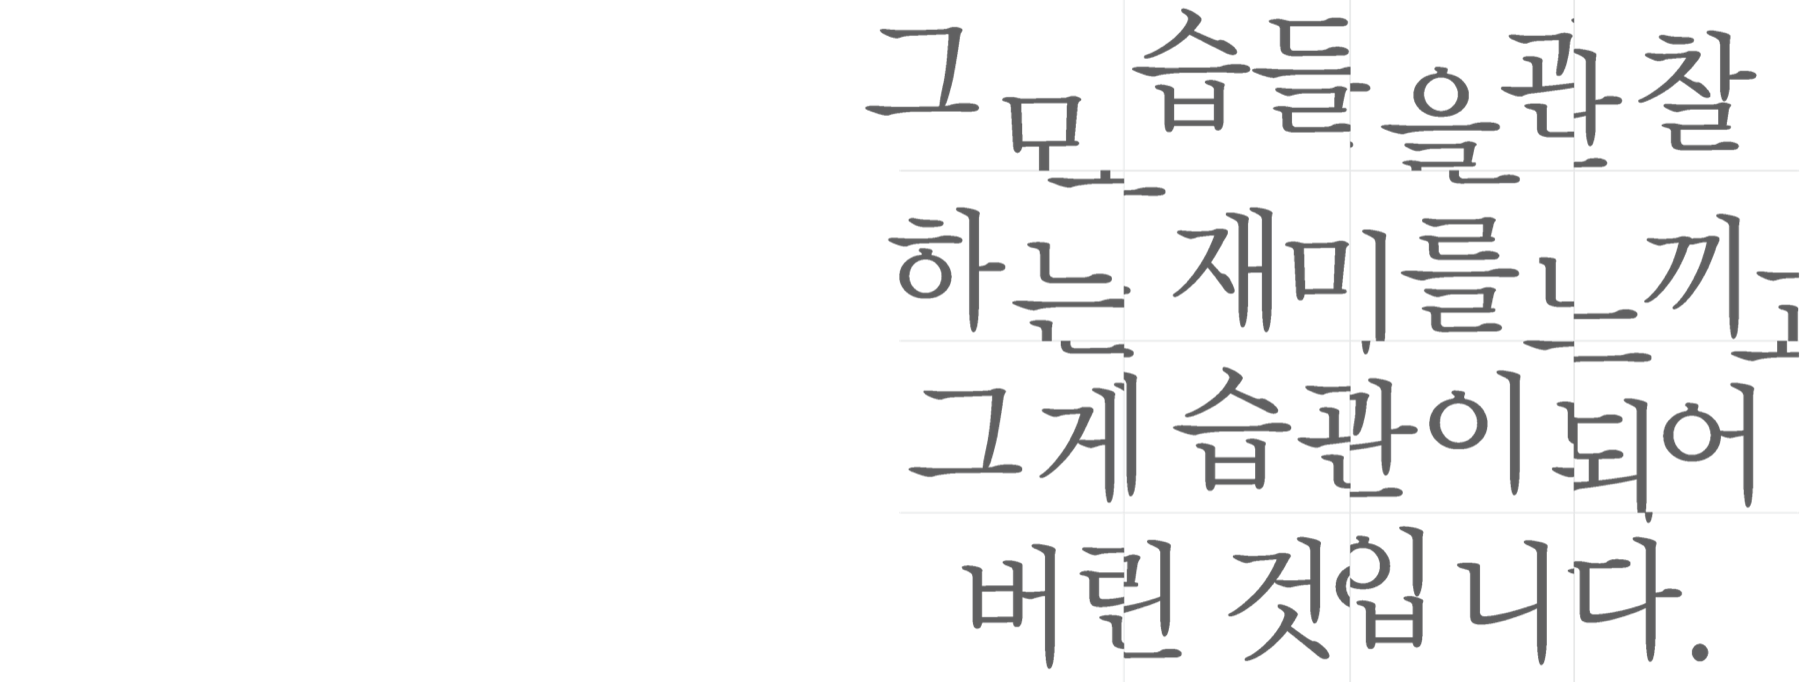 그 모습들을 관찰
하는 재미를 느끼고
그게 습관이 되어
버린 것입니다.